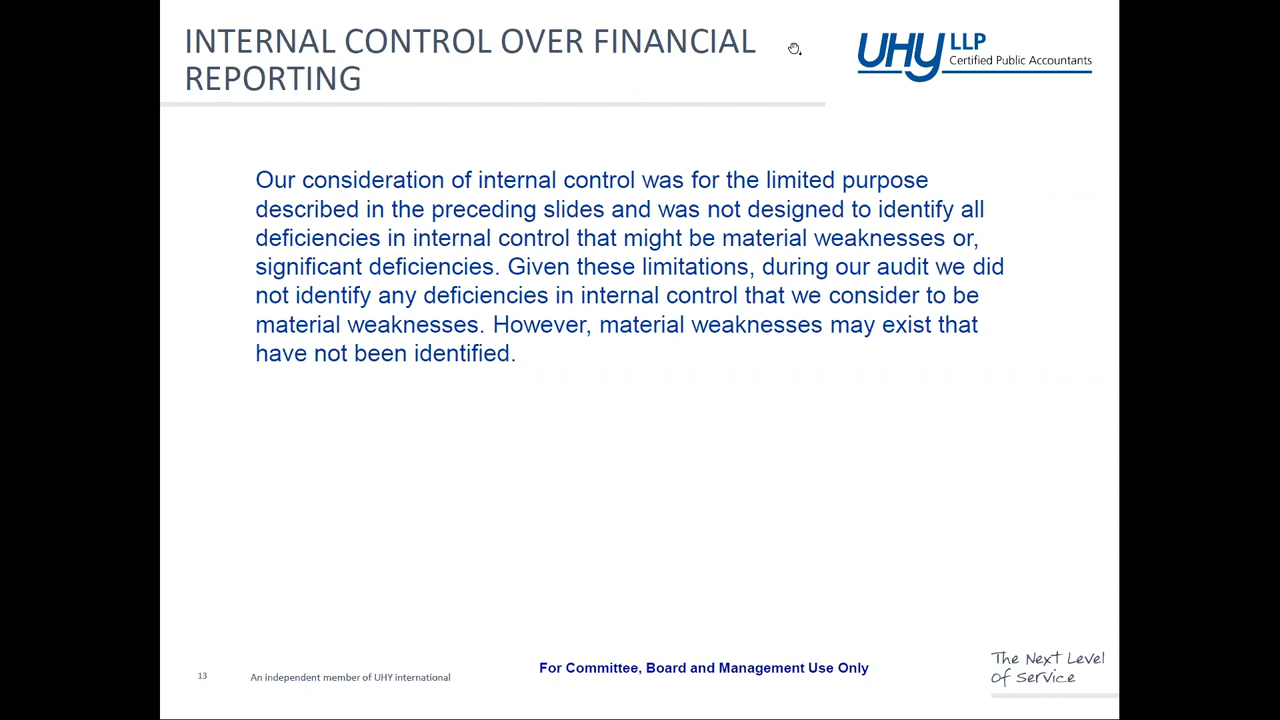 INTERNAL CONTROL OVER FINANCIAL
REPORTING
UHY LLP
Certified Public Accountants
Our consideration of internal control was for the limited purpose
described in the preceding slides and was not designed to identify all
deficiencies in internal control that might be material weaknesses or,
significant deficiencies. Given these limitations, during our audit we did
not identify any deficiencies in internal control that we consider to be
material weaknesses. However, material weaknesses may exist that
have not been identified.
13
An independent member of UHY international
For Committee, Board and Management Use Only
The Next Level
Of Service